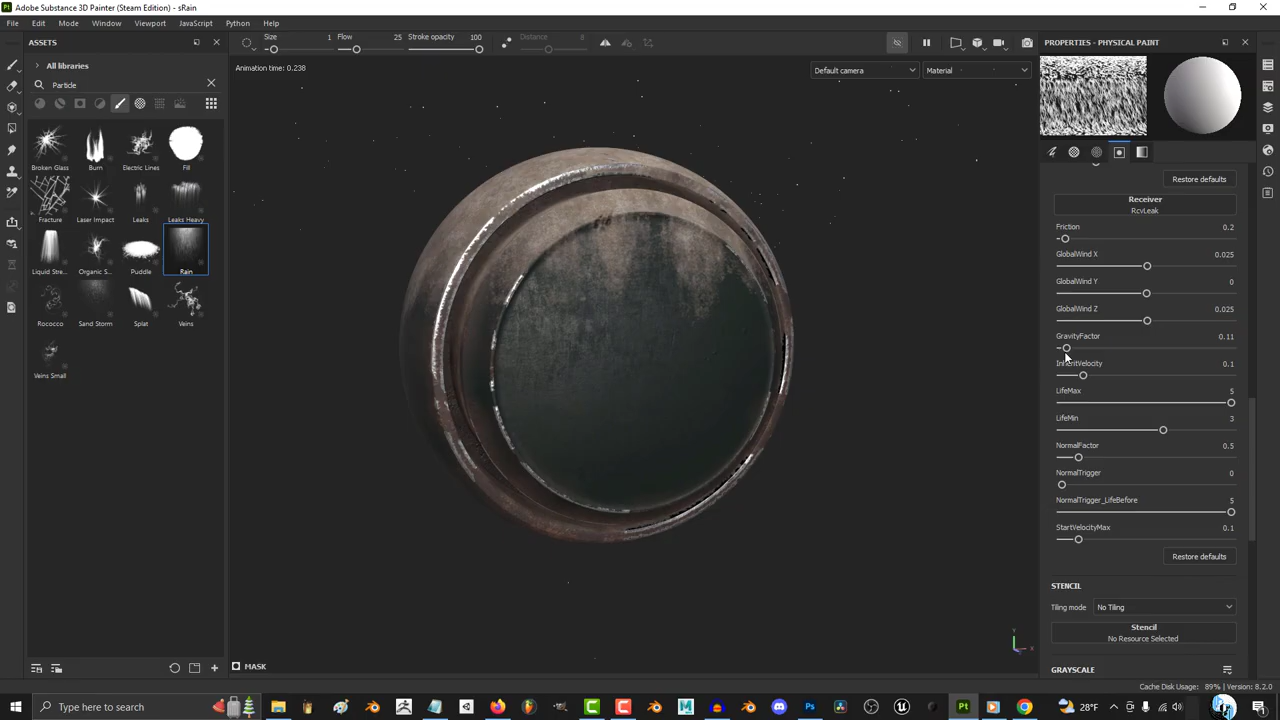 Pt Adobe Substance 3D Painter (Steam Edition) - sRain
File Edit Mode Window Viewport JavaScript Python Help
ASSETS
All libraries
Particle
Broken Glass Burn Electric Lines Fill
Fracture Laser Impact Leaks Leaks Heavy
Liquid Stre... Organic S... Puddle Rain
Rococco Sand Storm Splat Veins
Veins Small
Size 1 Flow 25 Stroke opacity 100 Distance 8
Animation time: 0.238
Default camera Material
Y
X
MASK
PROPERTIES - PHYSICAL PAINT
Restore defaults
Receiver
RcvLeak
Friction 0.2
GlobalWind X 0.025
GlobalWind Y 0
GlobalWind Z 0.025
GravityFactor 0.11
InheritVelocity 0.1
LifeMax 5
LifeMin 3
NormalFactor 0.5
NormalTrigger 0
NormalTrigger_LifeBefore 5
StartVelocityMax 0.1
Restore defaults
STENCIL
Tiling mode No Tiling
Stencil
No Resource Selected
GRAYSCALE
Cache Disk Usage: 89% | Version: 8.2.0
Type here to search
Ps
Pt
28°F